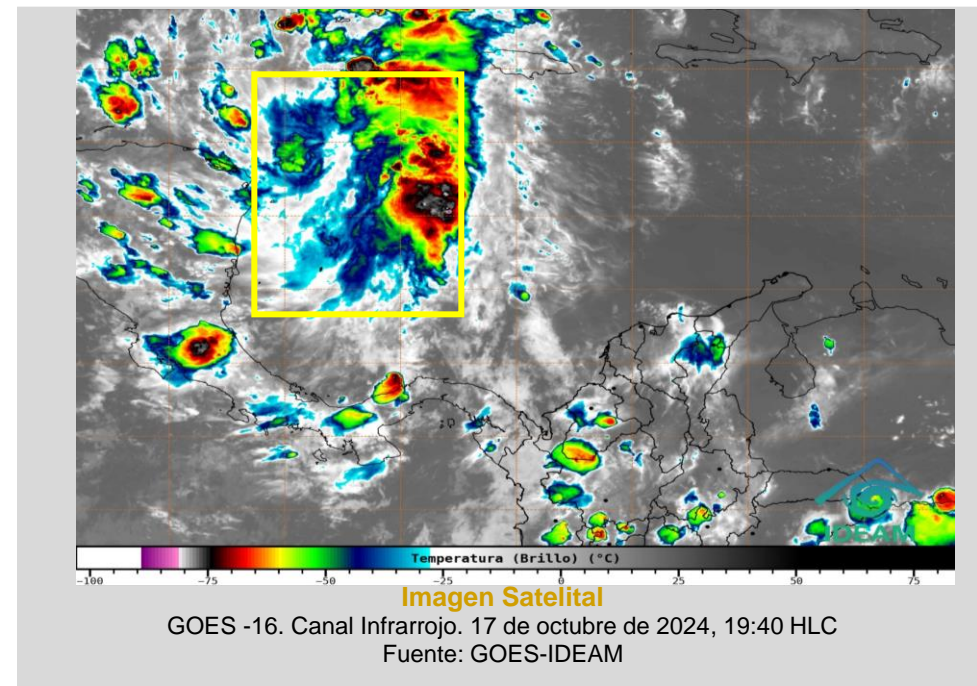 IDEAM
Temperatura (Brillo) (°C)
-100 -75 -50 -25 0 25 50 75
Imagen Satelital
GOES -16. Canal Infrarrojo. 17 de octubre de 2024, 19:40 HLC
Fuente: GOES-IDEAM